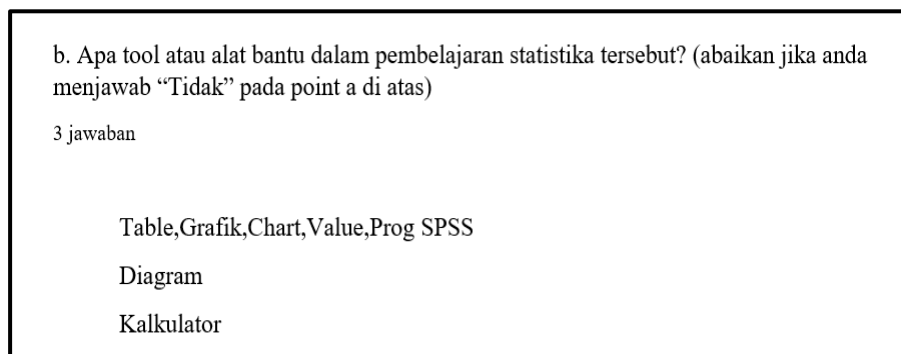 b. Apa tool atau alat bantu dalam pembelajaran statistika tersebut? (abaikan jika anda
menjawab “Tidak” pada point a di atas)
3 jawaban
Table,Grafik,Chart,Value,Prog SPSS
Diagram
Kalkulator